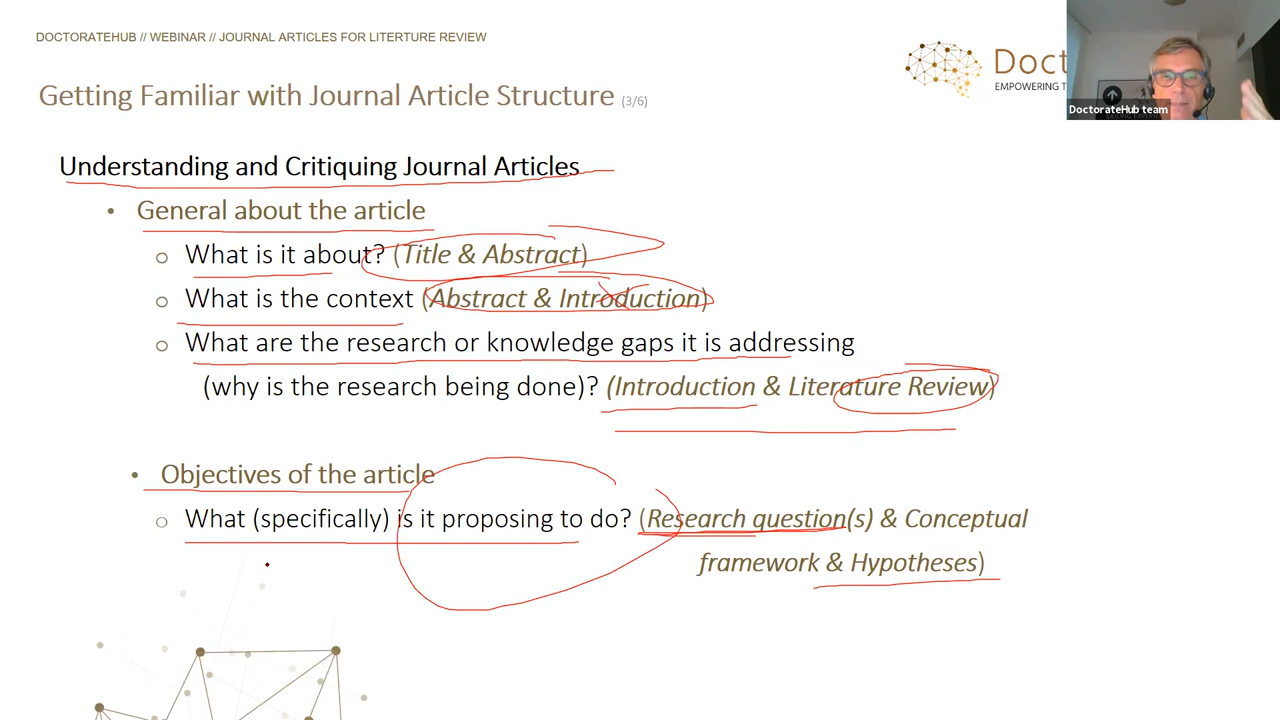 DOCTORATEHUB // WEBINAR // JOURNAL ARTICLES FOR LITERTURE REVIEW
Doct
EMPOWERING T
DoctorateHub team
Getting Familiar with Journal Article Structure (3/6)
Understanding and Critiquing Journal Articles
• General about the article
o What is it about? (Title & Abstract)
o What is the context (Abstract & Introduction)
o What are the research or knowledge gaps it is addressing
(why is the research being done)? (Introduction & Literature Review)
• Objectives of the article
o What (specifically) is it proposing to do? (Research question(s) & Conceptual
framework & Hypotheses)